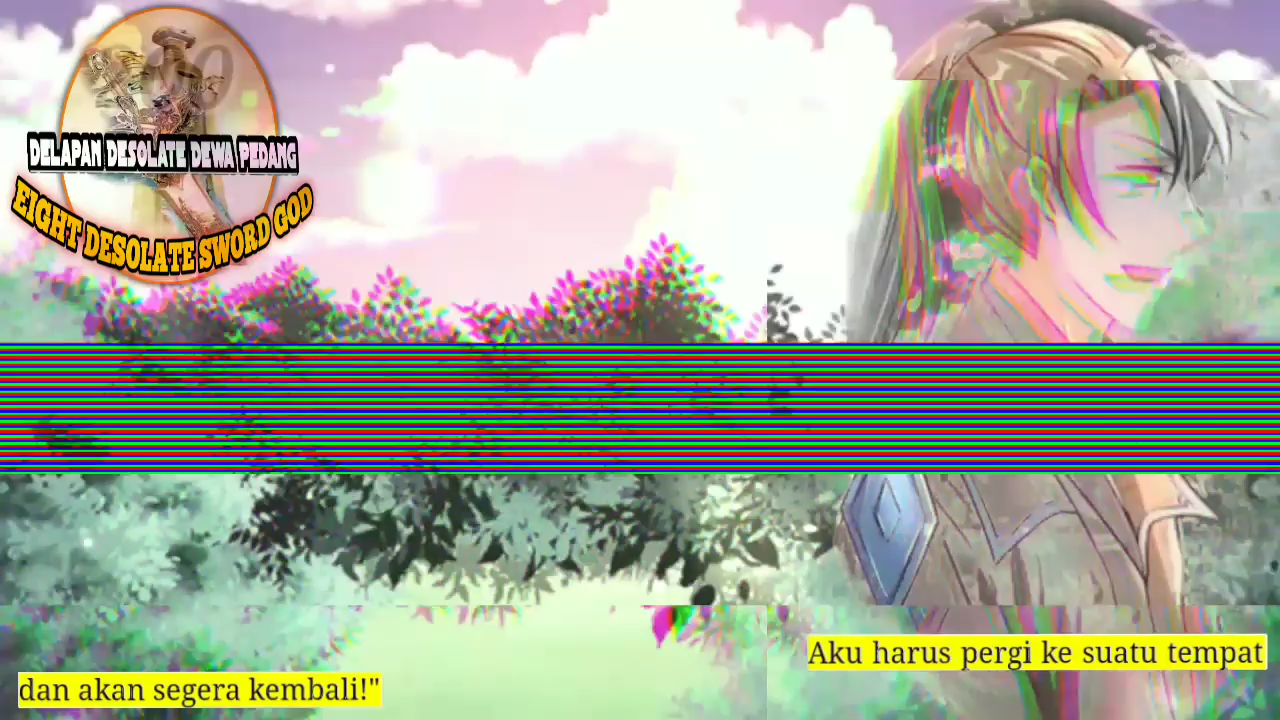 DELAPAN DESOLATE DEWA PEDANG
EIGHT DESOLATE SWORD GOD
Aku harus pergi ke suatu tempat
dan akan segera kembali!"